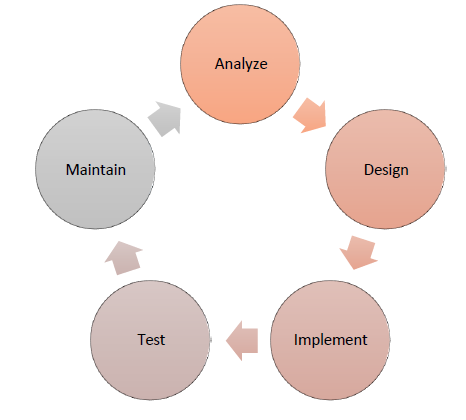 Analyze
Design
Implement
Test
Maintain